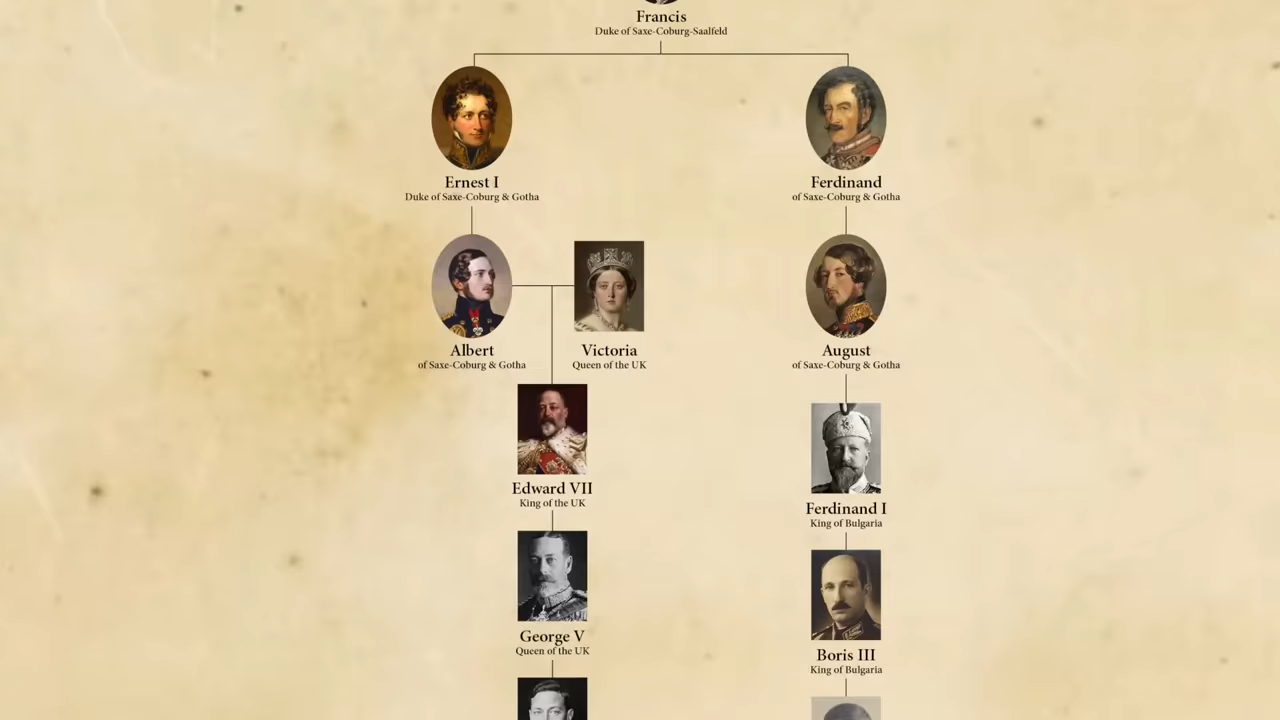 Francis
Duke of Saxe-Coburg-Saalfeld
Ernest I
Duke of Saxe-Coburg & Gotha
Ferdinand
of Saxe-Coburg & Gotha
Albert
of Saxe-Coburg & Gotha
Victoria
Queen of the UK
August
of Saxe-Coburg & Gotha
Edward VII
King of the UK
Ferdinand I
King of Bulgaria
George V
Queen of the UK
Boris III
King of Bulgaria